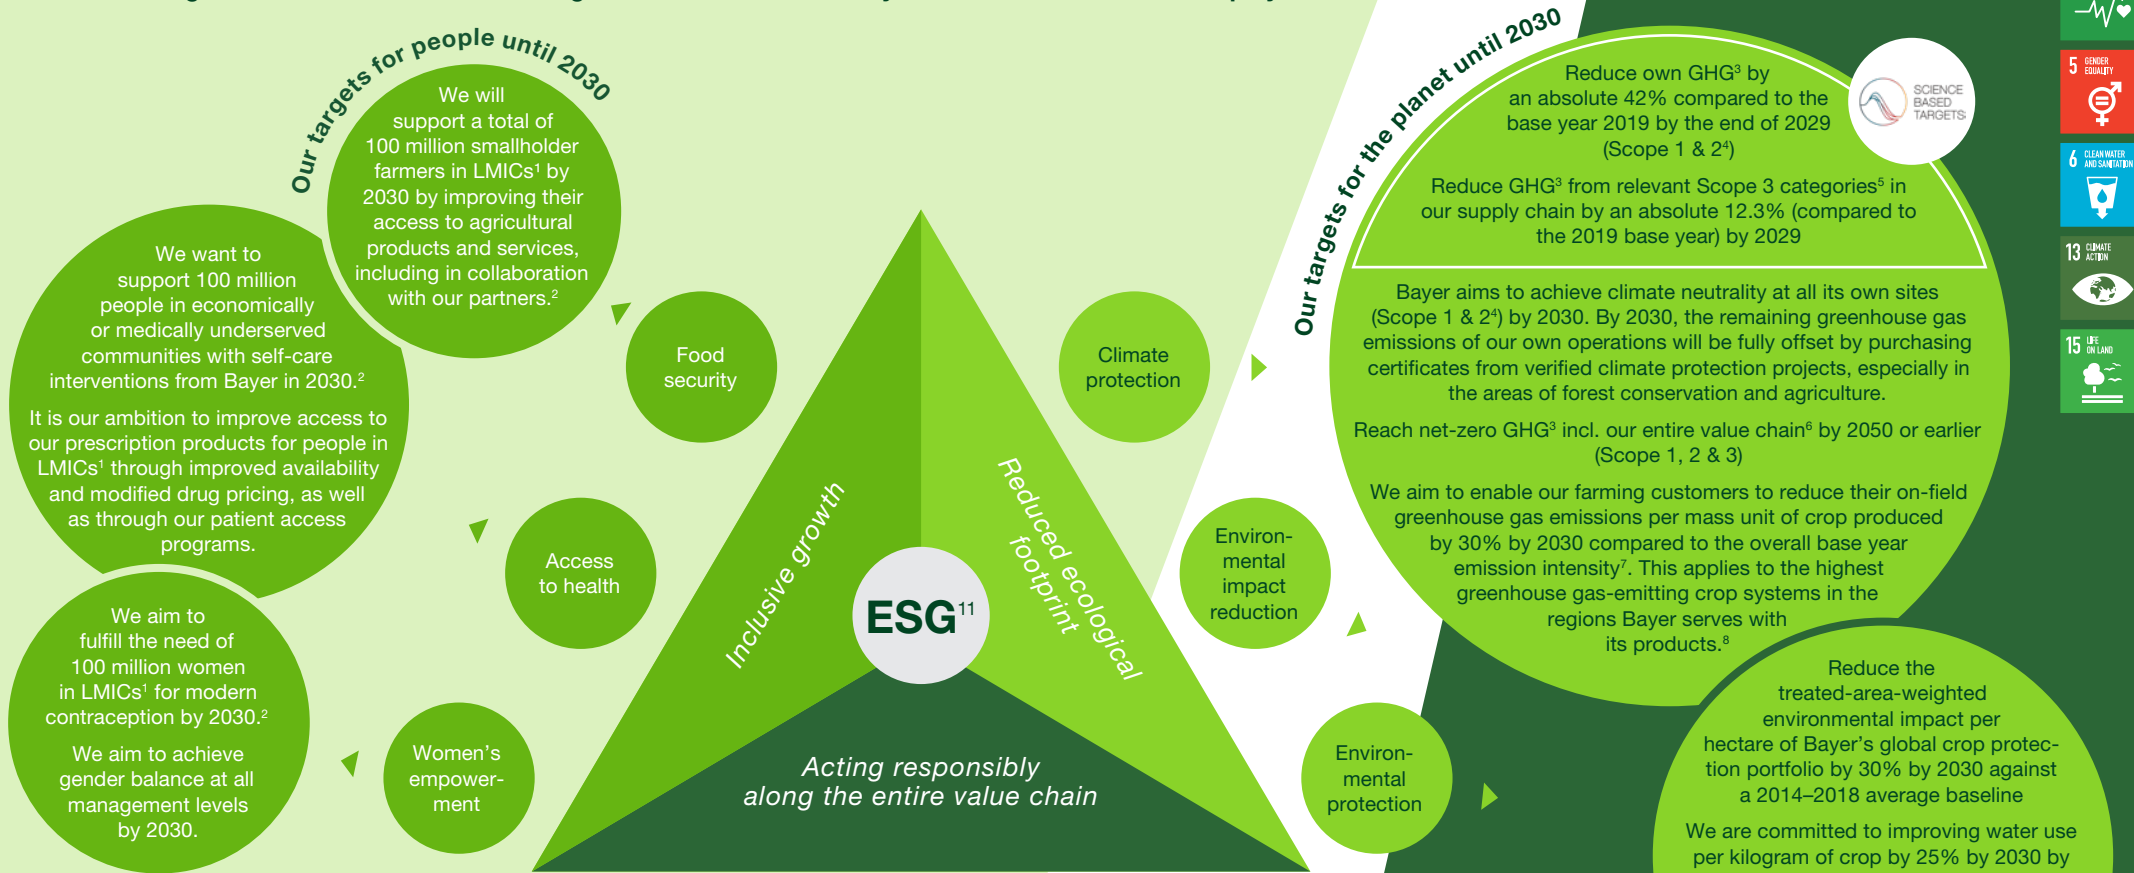 Our targets for people until 2030
We will
support a total of
100 million smallholder
farmers in LMICs¹ by
2030 by improving their
access to agricultural
products and services,
including in collaboration
with our partners.²
We want to
support 100 million
people in economically
or medically underserved
communities with self-care
interventions from Bayer in 2030.²
It is our ambition to improve access to
our prescription products for people in
LMICs¹ through improved availability
and modified drug pricing, as well
as through our patient access
programs.
We aim to
fulfill the need of
100 million women
in LMICs¹ for modern
contraception by 2030.²
We aim to achieve
gender balance at all
management levels
by 2030.
Food
security
Access
to health
Women's
empower-
ment
Inclusive growth
Reduced ecological
footprint
ESG¹¹
Acting responsibly
along the entire value chain
Climate
protection
Environ-
mental
impact
reduction
Environ-
mental
protection
Our targets for the planet until 2030
Reduce own GHG³ by
an absolute 42% compared to the
base year 2019 by the end of 2029
(Scope 1 & 2⁴)
Reduce GHG³ from relevant Scope 3 categories⁵ in
our supply chain by an absolute 12.3% (compared to
the 2019 base year) by 2029
SCIENCE
BASED
TARGETS
Bayer aims to achieve climate neutrality at all its own sites
(Scope 1 & 2⁴) by 2030. By 2030, the remaining greenhouse gas
emissions of our own operations will be fully offset by purchasing
certificates from verified climate protection projects, especially in
the areas of forest conservation and agriculture.
Reach net-zero GHG³ incl. our entire value chain⁶ by 2050 or earlier
(Scope 1, 2 & 3)
We aim to enable our farming customers to reduce their on-field
greenhouse gas emissions per mass unit of crop produced
by 30% by 2030 compared to the overall base year
emission intensity⁷. This applies to the highest
greenhouse gas-emitting crop systems in the
regions Bayer serves with
its products.⁸
Reduce the
treated-area-weighted
environmental impact per
hectare of Bayer's global crop protec-
tion portfolio by 30% by 2030 against
a 2014–2018 average baseline
We are committed to improving water use
per kilogram of crop by 25% by 2030 by
5 GENDER
EQUALITY
6 CLEAN WATER
AND SANITATION
13 CLIMATE
ACTION
15 LIFE
ON LAND